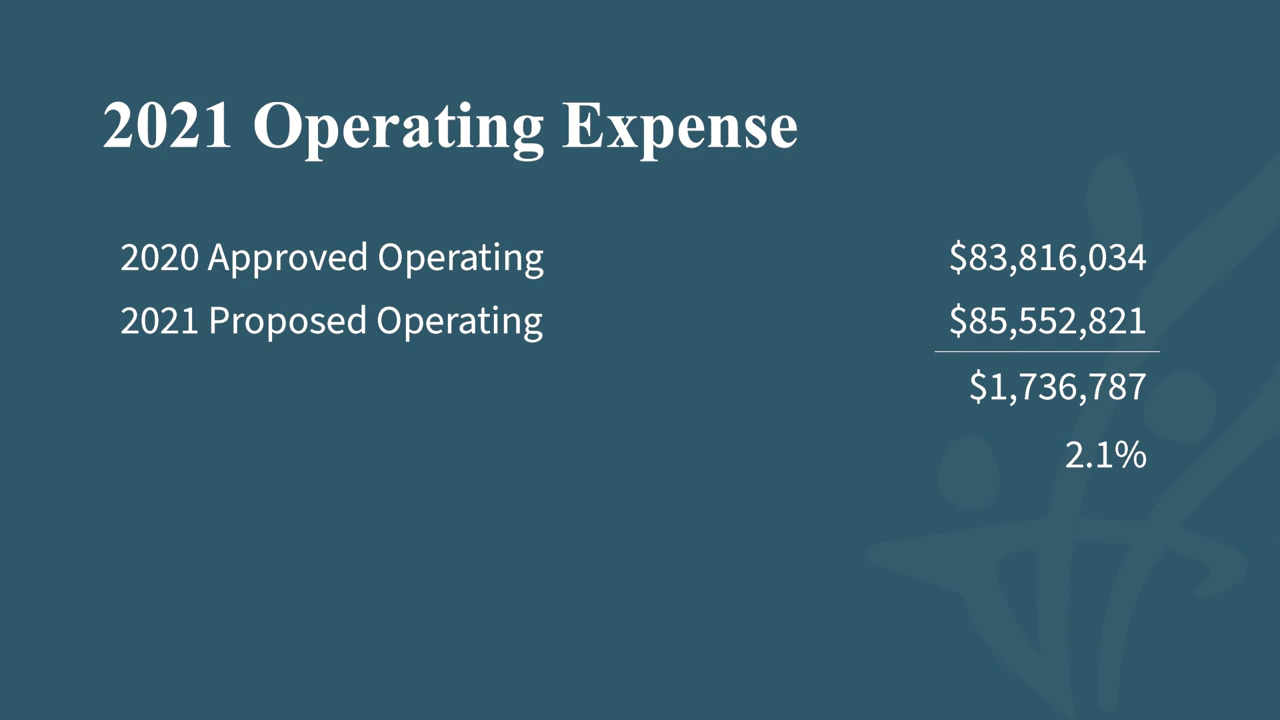 2021 Operating Expense
2020 Approved Operating $83,816,034
2021 Proposed Operating $85,552,821
$1,736,787
2.1%